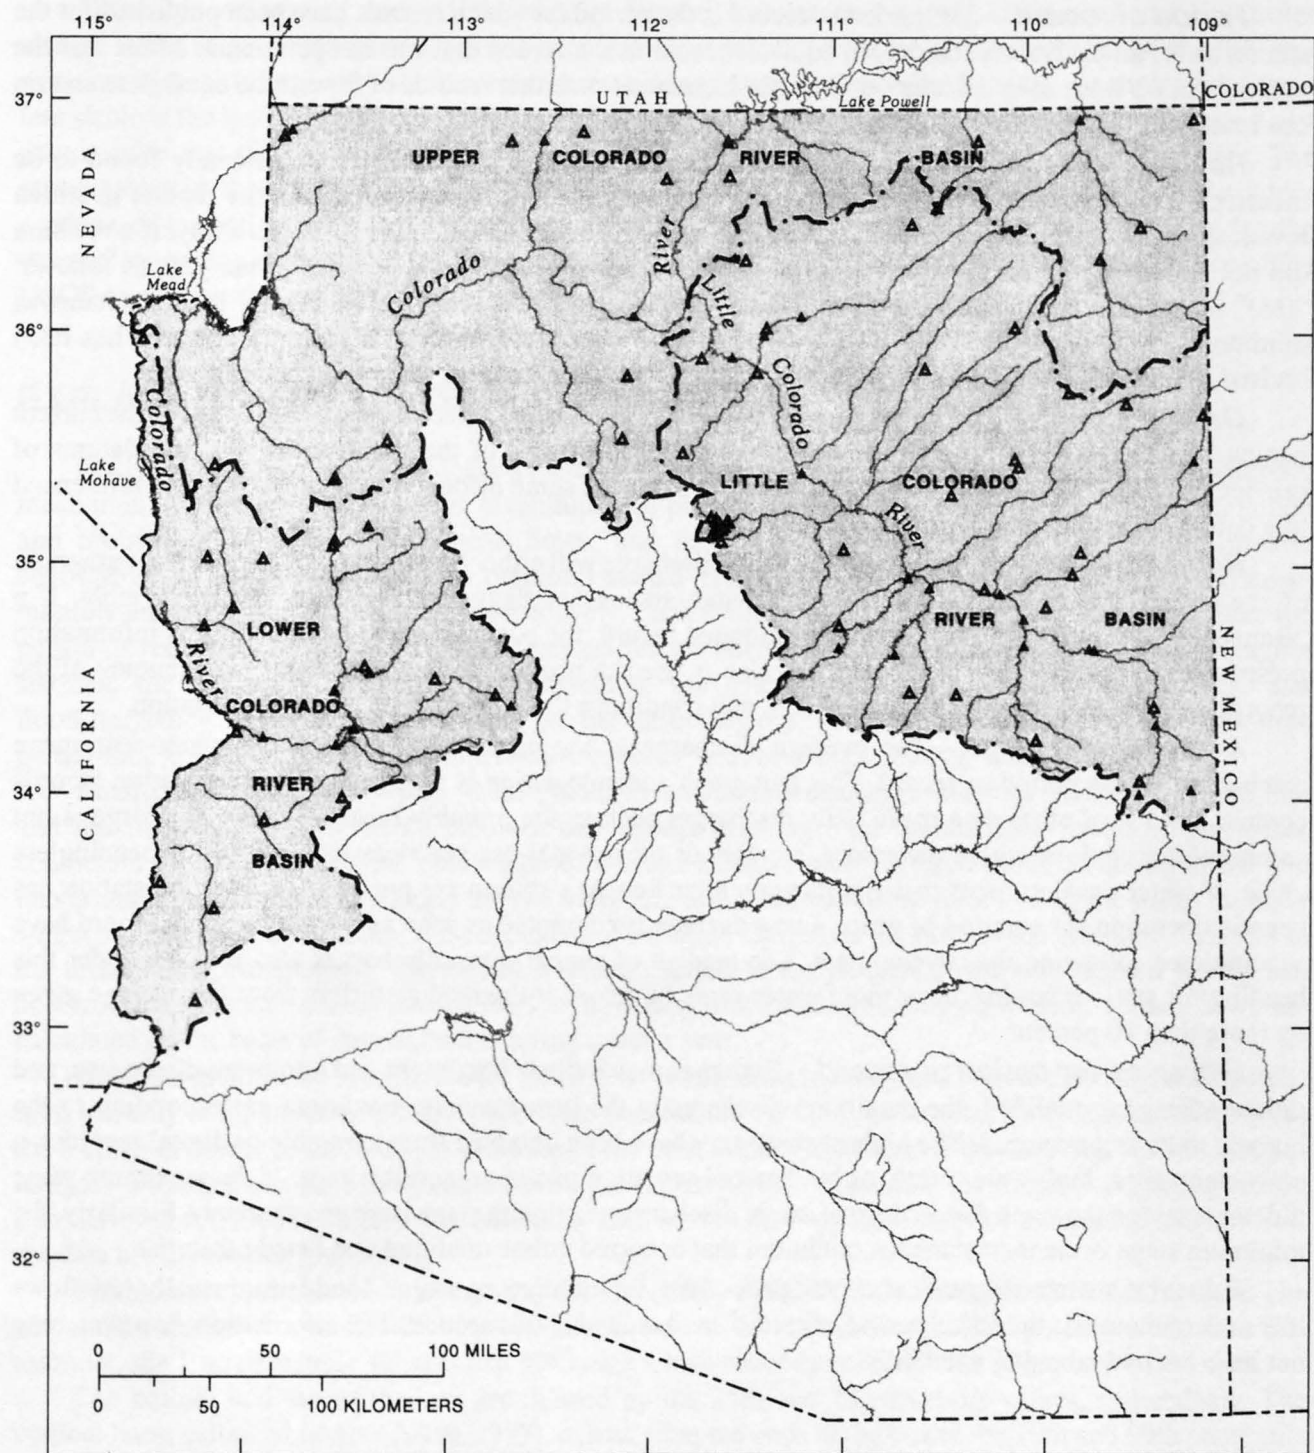 115° 114° 113° 112° 111° 110° 109°
37°
UTAH
Lake Powell
COLORADO
NEVADA
UPPER COLORADO RIVER BASIN
River
Colorado
Lake
Mead
Little
36°
Colorado
Colorado
Lake
Mohave
LITTLE COLORADO
River
35°
RIVER BASIN
LOWER
River
COLORADO
NEW MEXICO
CALIFORNIA
RIVER
34°
BASIN
33°
32°
0 50 100 MILES
0 50 100 KILOMETERS